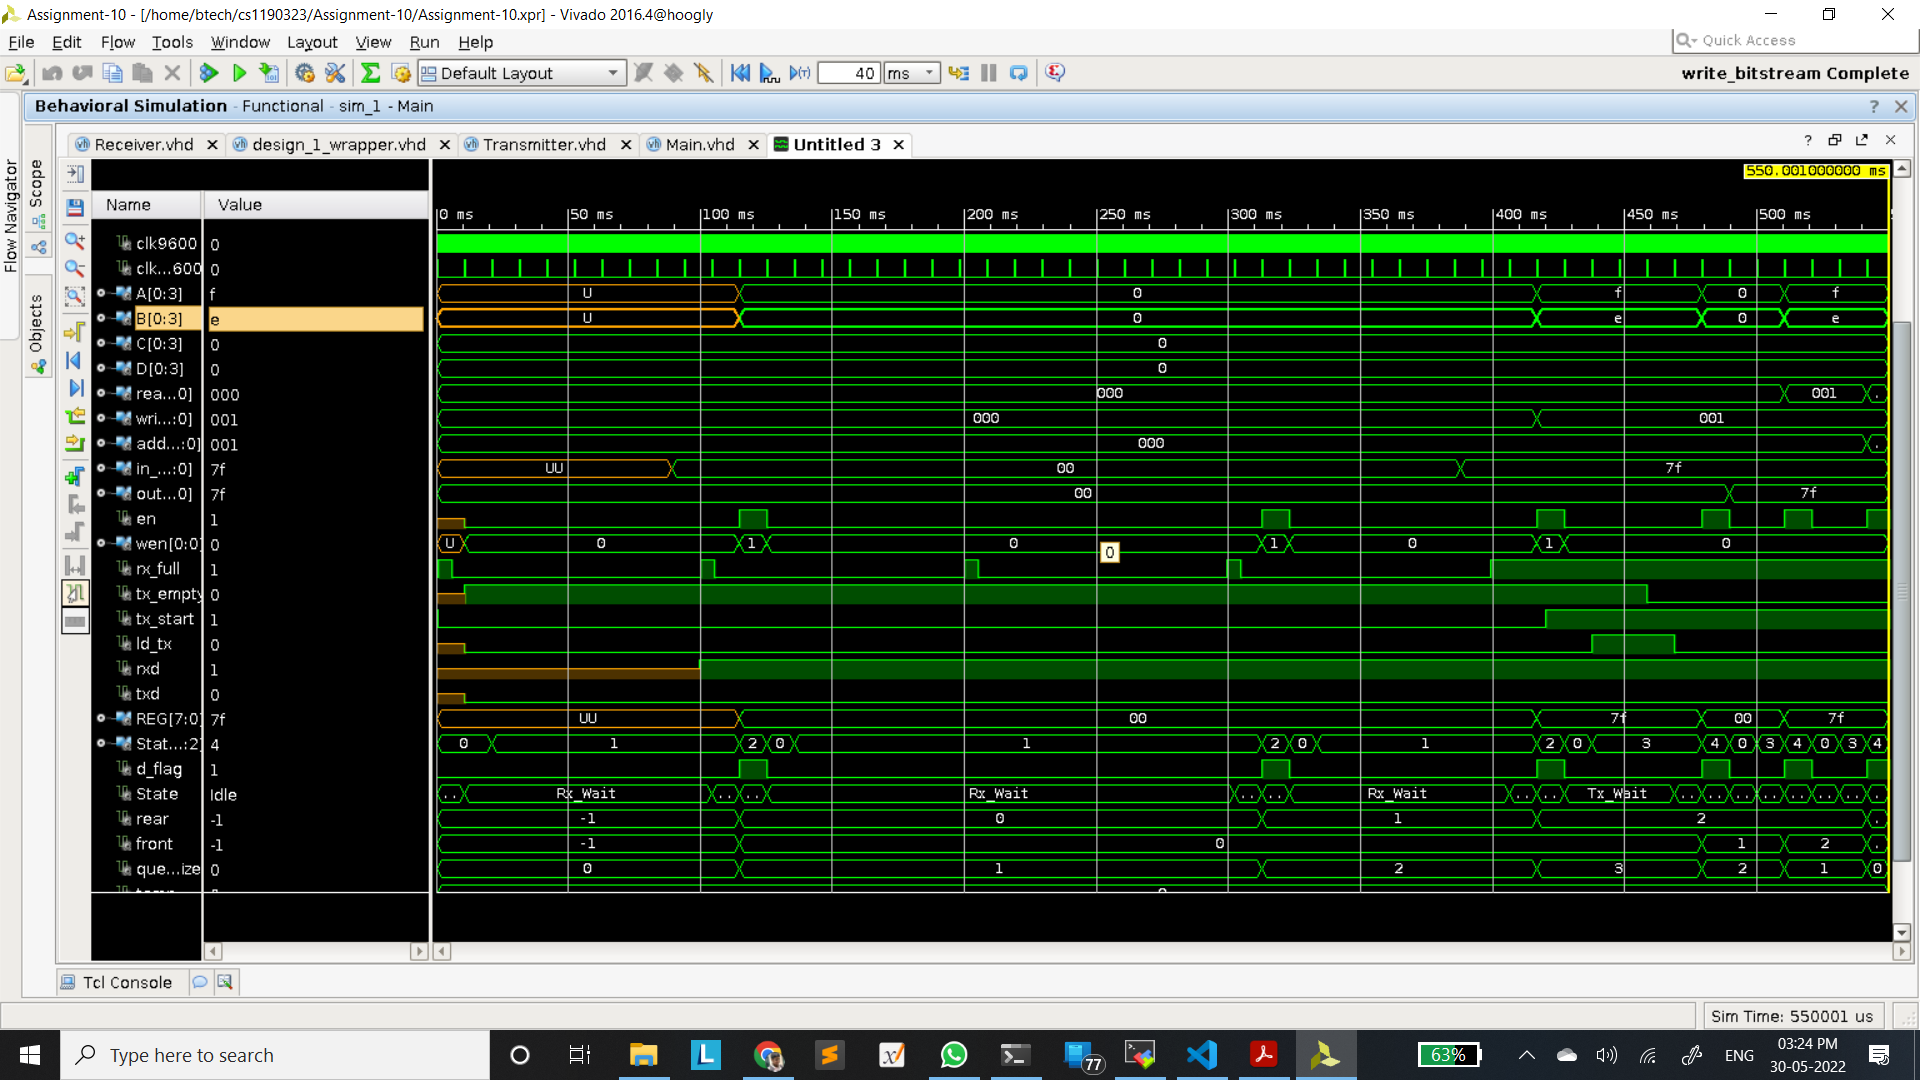 Assignment-10 - [/home/btech/cs1190323/Assignment-10/Assignment-10.xpr] - Vivado 2016.4@hoogly
File Edit Flow Tools Window Layout View Run Help
Quick Access
Default Layout
40 ms
write_bitstream Complete
Behavioral Simulation - Functional - sim_1 - Main
Flow Navigator
Scope
Objects
Receiver.vhd
design_1_wrapper.vhd
Transmitter.vhd
Main.vhd
Untitled 3
550.001000000 ms
Name Value
0 ms 50 ms 100 ms 150 ms 200 ms 250 ms 300 ms 350 ms 400 ms 450 ms 500 ms
clk9600 0
clk...600 0
A[0:3] f U 0 f 0 f
B[0:3] e U 0 e 0 e
C[0:3] 0 0
D[0:3] 0 0
rea...0] 000 000 001 .
wri...:0] 001 000 001
add...:0] 001 000 .
in_...:0] 7f UU 00 7f
out...0] 7f 00 7f
en 1
wen[0:0] 0 U 0 1 0 1 0 1 0
0
rx_full 1
tx_empty 0
tx_start 1
ld_tx 0
rxd 1
txd 0
REG[7:0] 7f UU 00 7f 00 7f
Stat...:2] 4 0 1 2 0 1 2 0 1 2 0 3 4 0 3 4 0 3 4
d_flag 1
State Idle .. Rx_Wait .. .. Rx_Wait .. .. Rx_Wait .. .. Tx_Wait .. .. .. .. .. .. .
rear -1 -1 0 1 2 .
front -1 -1 0 1 2 .
que...ize 0 0 1 2 3 2 1 0
Tcl Console
Sim Time: 550001 us
Type here to search
77
63%
ENG
03:24 PM
30-05-2022